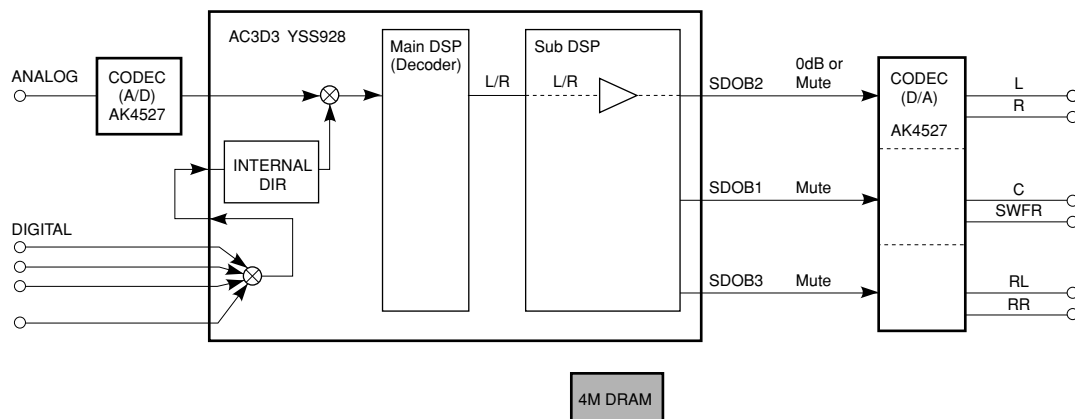 AC3D3 YSS928
ANALOG
CODEC
(A/D)
AK4527
Main DSP
(Decoder)
L/R
Sub DSP
L/R
SDOB2
0dB or
Mute
CODEC
(D/A)
AK4527
L
R
INTERNAL
DIR
SDOB1
Mute
C
SWFR
DIGITAL
SDOB3
Mute
RL
RR
4M DRAM